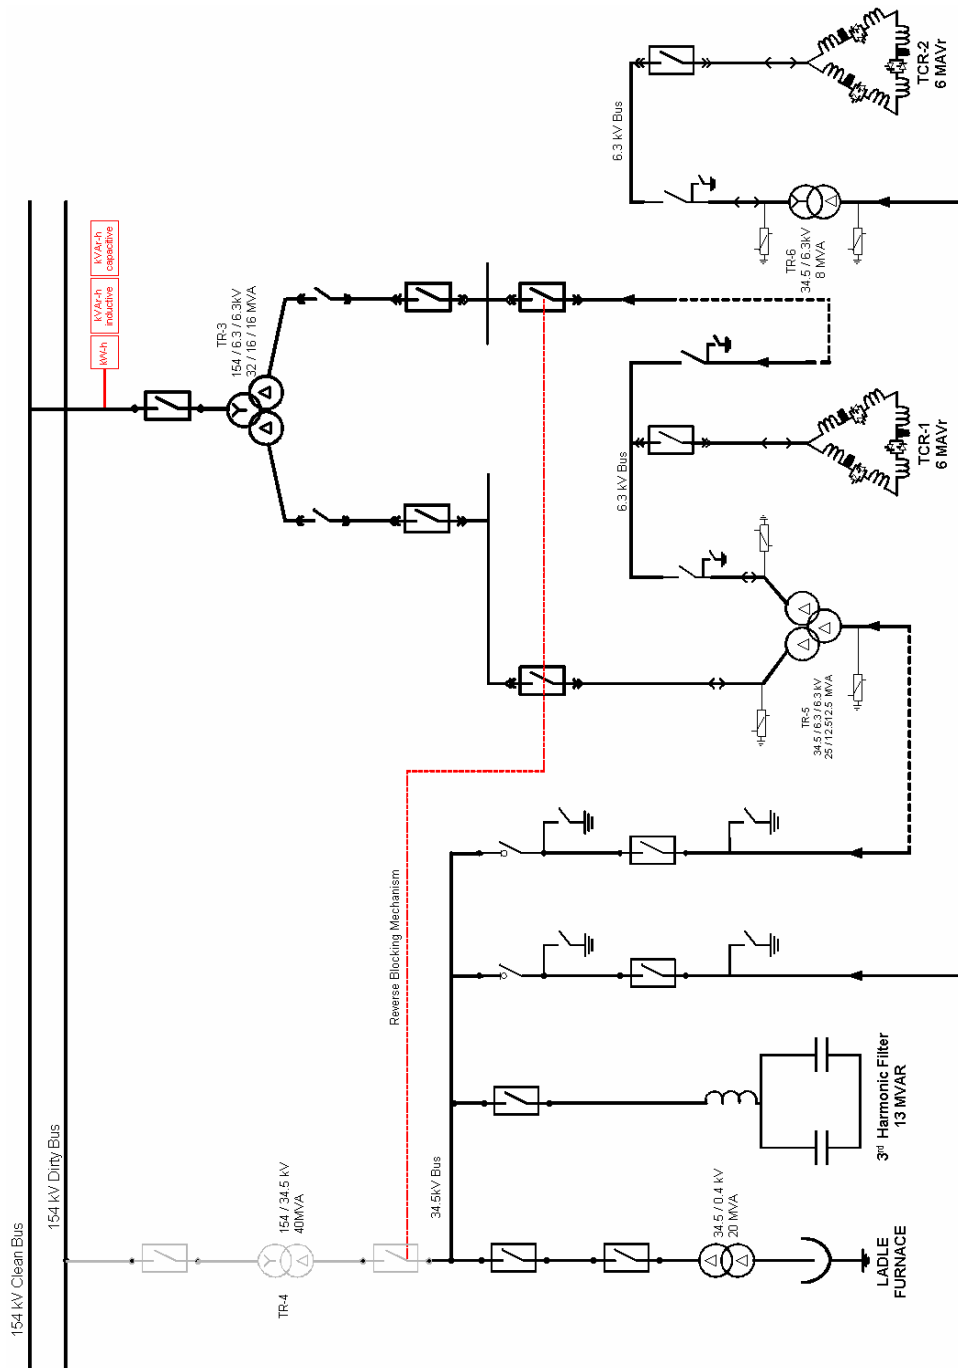 154 kV Clean Bus
154 kV Dirty Bus
kW-h
kVAr-h
inductive
kVAr-h
capacitive
TR-3
154 / 6.3 / 6.3kV
32 / 16 / 16 MVA
TCR-2
6 MAVr
6.3 kV Bus
TR-6
34.5 / 6.3kV
8 MVA
6.3 kV Bus
TCR-1
6 MAVr
TR-5
34.5 / 6.3 / 6.3 kV
25 / 12.512.5 MVA
Reverse Blocking Mechanism
34.5kV Bus
TR-4
154 / 34.5 kV
40MVA
3rd Harmonic Filter
13 MVAR
34.5 / 0.4 kV
20 MVA
LADLE
FURNACE